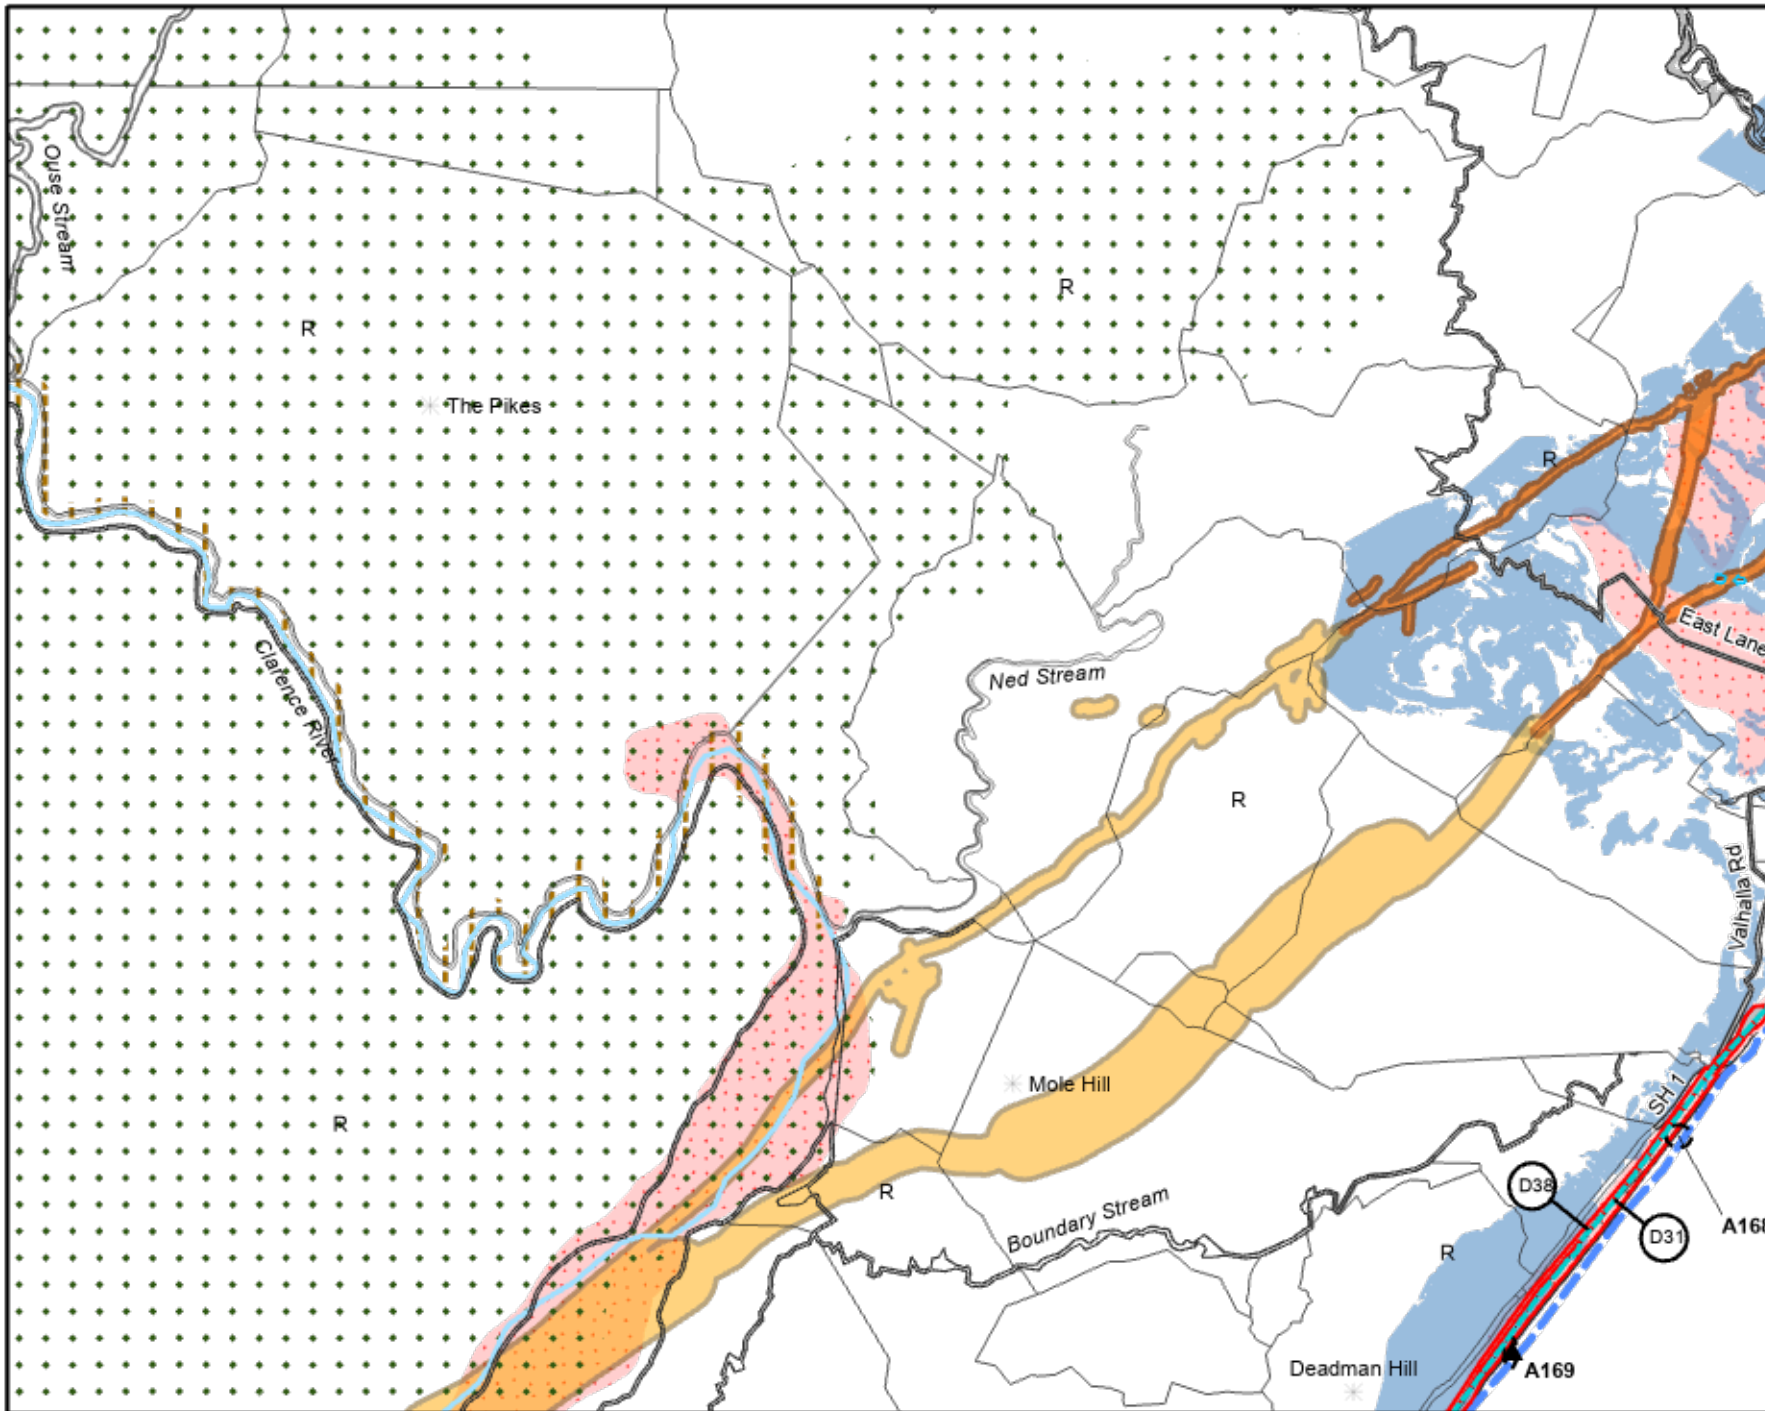 Ouse Stream
R
R
The Pikes
R
Clarence River
East Lane
Ned Stream
R
Valhalla Rd
Mole Hill
SH 1
R
R
D38
Boundary Stream
A168
D31
R
Deadman Hill
A169